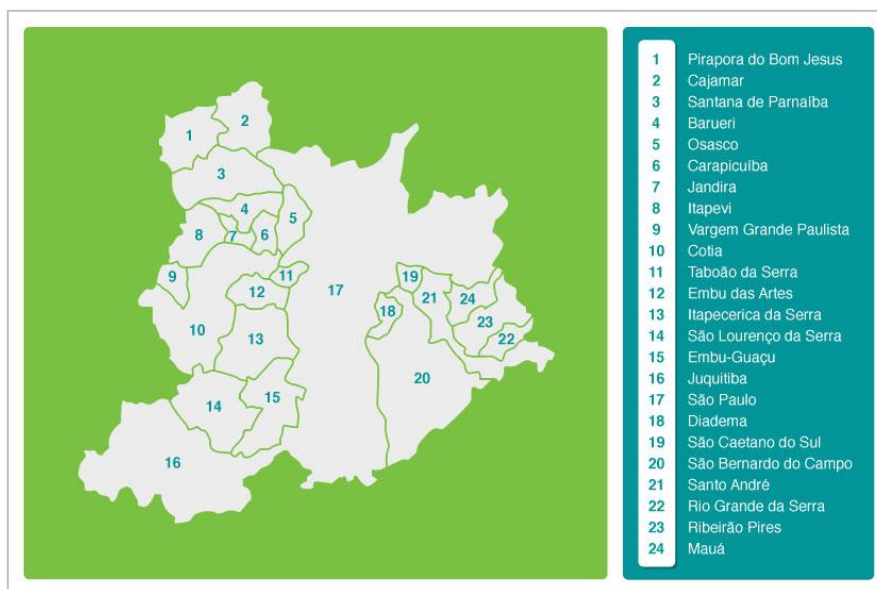 1
2
3
4
5
6
7
8
9
10
11
12
13
14
15
16
17
18
19
20
21
22
23
24
1 Pirapora do Bom Jesus
2 Cajamar
3 Santana de Parnaíba
4 Barueri
5 Osasco
6 Carapicuíba
7 Jandira
8 Itapevi
9 Vargem Grande Paulista
10 Cotia
11 Taboão da Serra
12 Embu das Artes
13 Itapecerica da Serra
14 São Lourenço da Serra
15 Embu-Guaçu
16 Juquitiba
17 São Paulo
18 Diadema
19 São Caetano do Sul
20 São Bernardo do Campo
21 Santo André
22 Rio Grande da Serra
23 Ribeirão Pires
24 Mauá